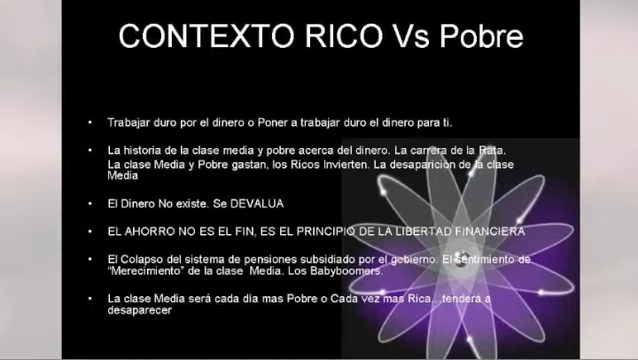 CONTEXTO RICO Vs Pobre
• Trabajar duro por el dinero o Poner a trabajar duro el dinero para ti.
• La historia de la clase media y pobre acerca del dinero. La carrera de la Rata.
La clase Media y Pobre gastan, los Ricos Invierten. La desaparición de la clase
Media
• El Dinero No existe. Se DEVALUA
• EL AHORRO NO ES EL FIN, ES EL PRINCIPIO DE LA LIBERTAD FINANCIERA
• El Colapso del sistema de pensiones subsidiado por el gobierno. El sentimiento de
“Merecimiento” de la clase Media. Los Babyboomers.
• La clase Media será cada día mas Pobre o Cada vez mas Rica...tenderá a
desaparecer